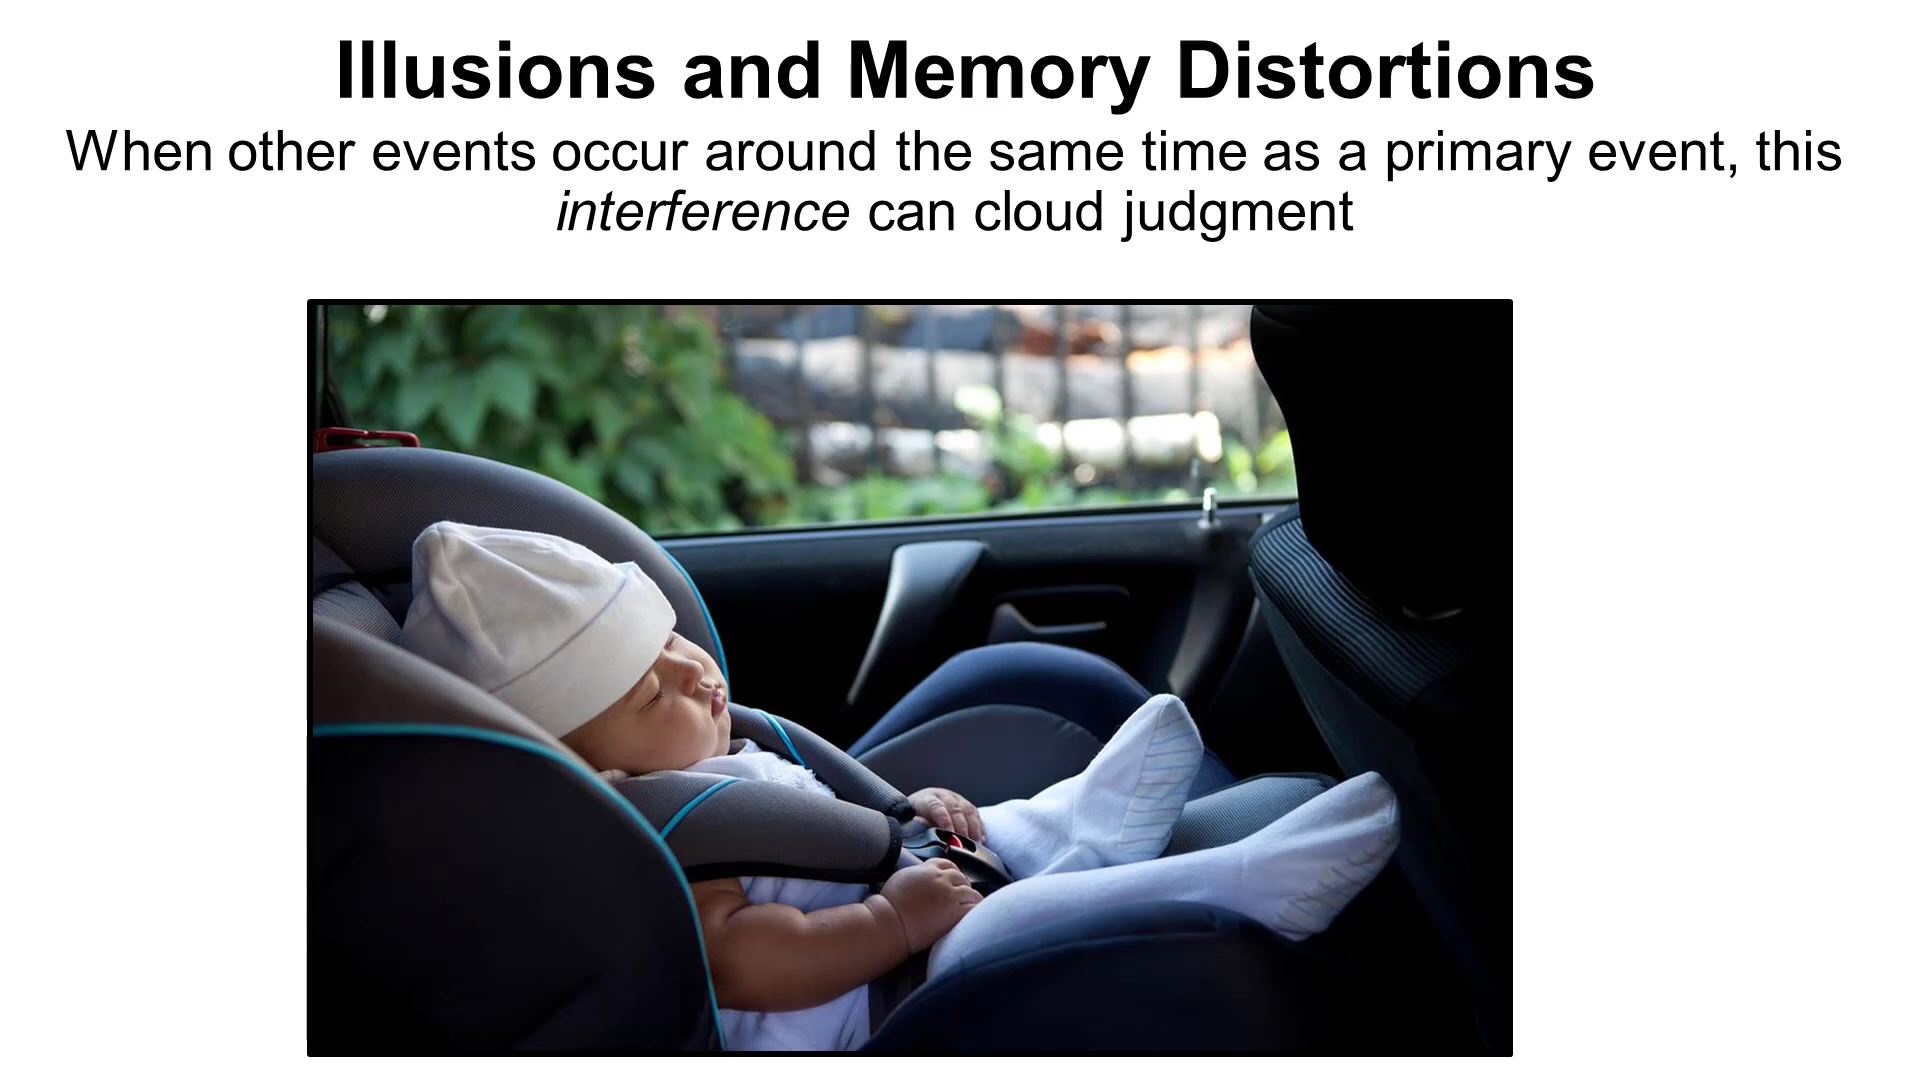 Illusions and Memory Distortions
When other events occur around the same time as a primary event, this
interference can cloud judgment